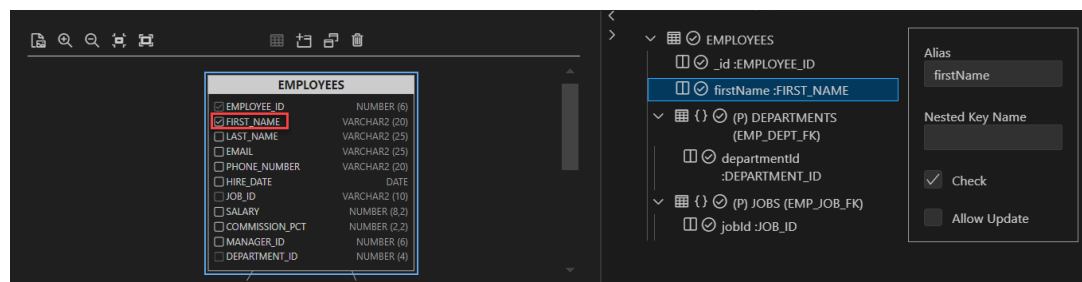 EMPLOYEES
EMPLOYEE_ID NUMBER (6)
FIRST_NAME VARCHAR2 (20)
LAST_NAME VARCHAR2 (25)
EMAIL VARCHAR2 (25)
PHONE_NUMBER VARCHAR2 (20)
HIRE_DATE DATE
JOB_ID VARCHAR2 (10)
SALARY NUMBER (8,2)
COMMISSION_PCT NUMBER (2,2)
MANAGER_ID NUMBER (6)
DEPARTMENT_ID NUMBER (4)
EMPLOYEES
_id :EMPLOYEE_ID
firstName :FIRST_NAME
{} (P) DEPARTMENTS
(EMP_DEPT_FK)
departmentId
:DEPARTMENT_ID
{} (P) JOBS (EMP_JOB_FK)
jobId :JOB_ID
Alias
firstName
Nested Key Name
Check
Allow Update